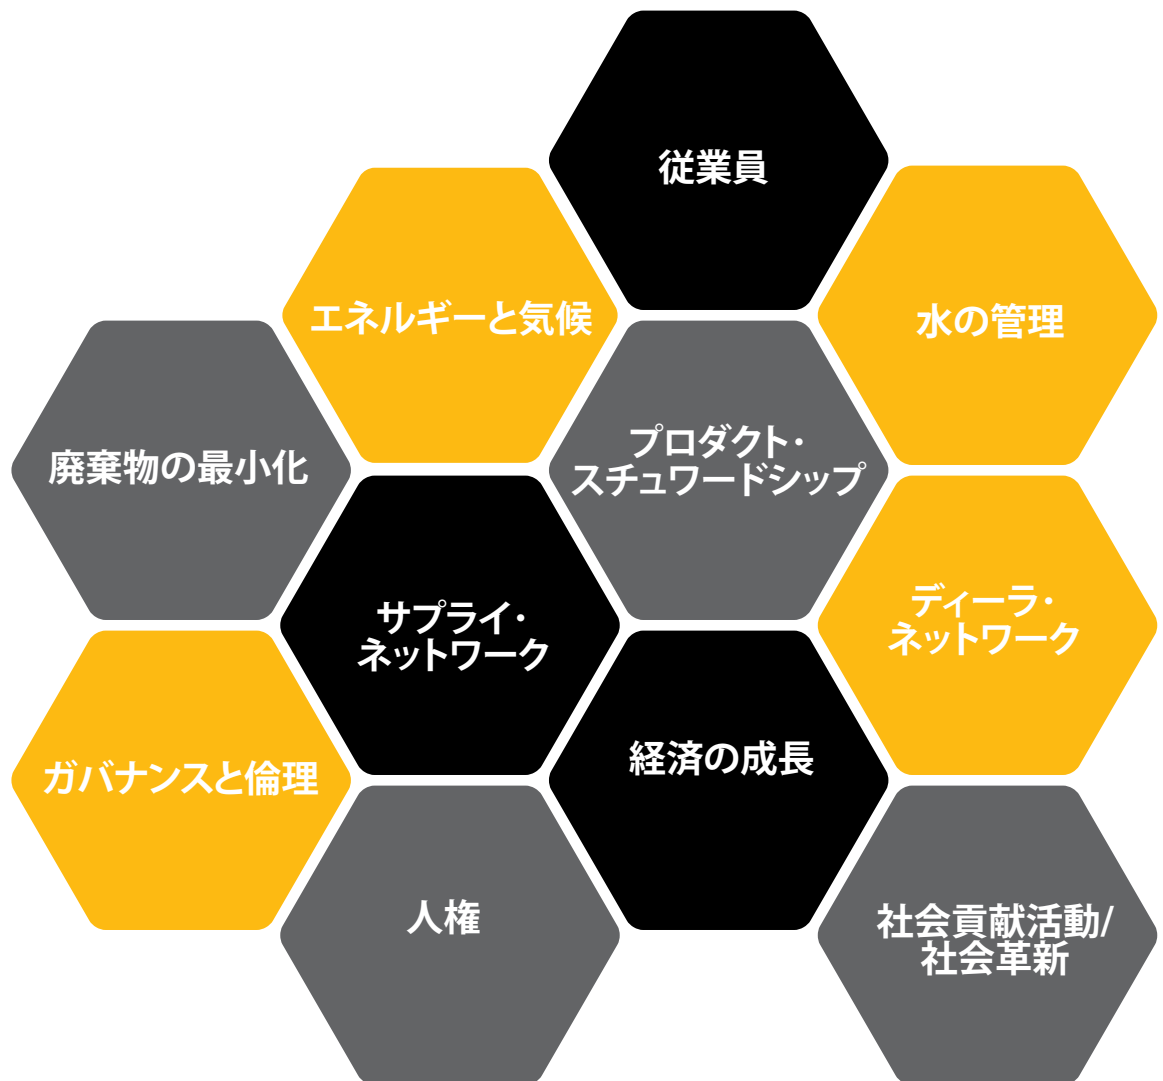 従業員
エネルギーと気候
水の管理
廃棄物の最小化
プロダクト・
スチュワードシップ
サプライ・
ネットワーク
ディーラ・
ネットワーク
ガバナンスと倫理
経済の成長
人権
社会貢献活動/
社会革新